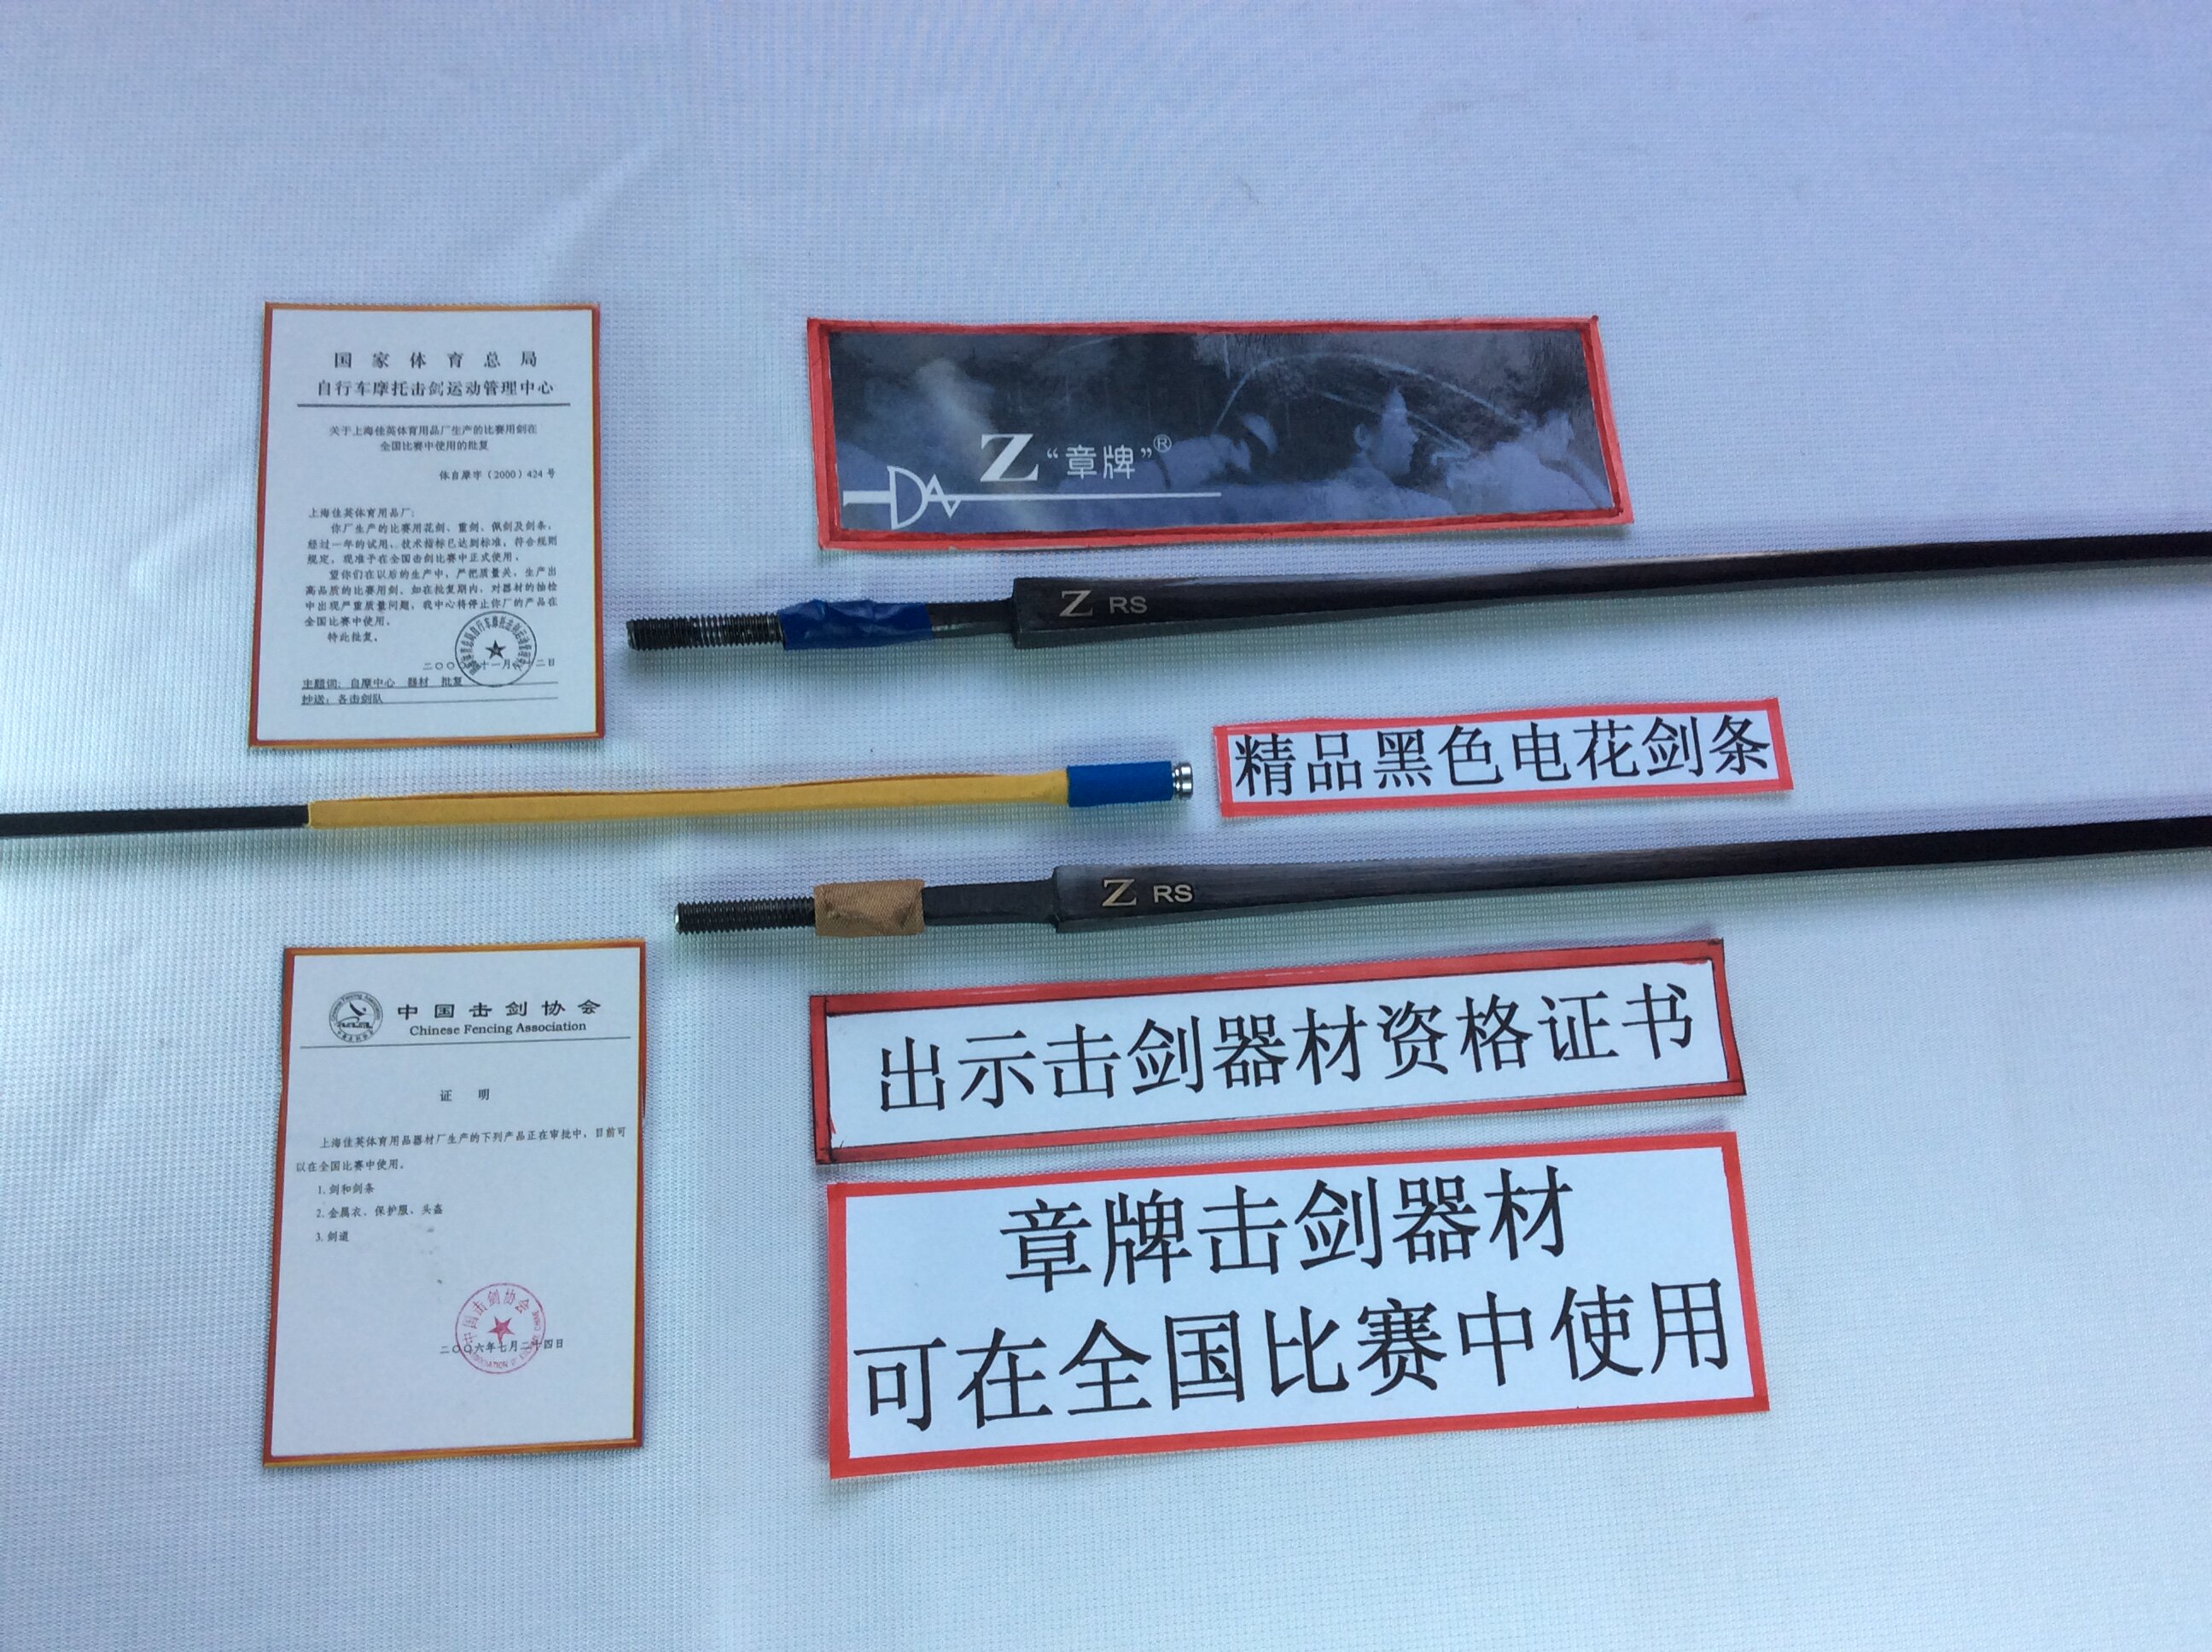 国家体育总局
自行车摩托击剑运动管理中心
关于上海佳英体育用品厂生产的比赛用剑在
全国比赛中使用的批复
体自摩字（2000）424号
上海佳英体育用品厂：
你厂生产的比赛用花剑、重剑、佩剑及剑条，
经过一年的试用，技术指标已达到标准，符合规则
规定，现准予在全国击剑比赛中正式使用。
望你们在以后的生产中，严把质量关，生产出
高品质的比赛用剑，如在批复期内，对器材的抽检
中出现严重质量问题，我中心将停止你厂的产品在
全国比赛中使用。
特此批复。
二〇〇 十一月 二日
主题词：自摩中心 器材 批复
抄送：各击剑队
Z “章牌”®
Z RS
精品黑色电花剑条
Z RS
中国击剑协会
Chinese Fencing Association
证 明
上海佳英体育用品器材厂生产的下列产品正在审批中，目前可
以在全国比赛中使用。
1. 剑和剑条
2. 金属衣、保护服、头盔
3. 剑道
中国击剑协会
二〇〇六年七月二十四日
出示击剑器材资格证书
章牌击剑器材
可在全国比赛中使用